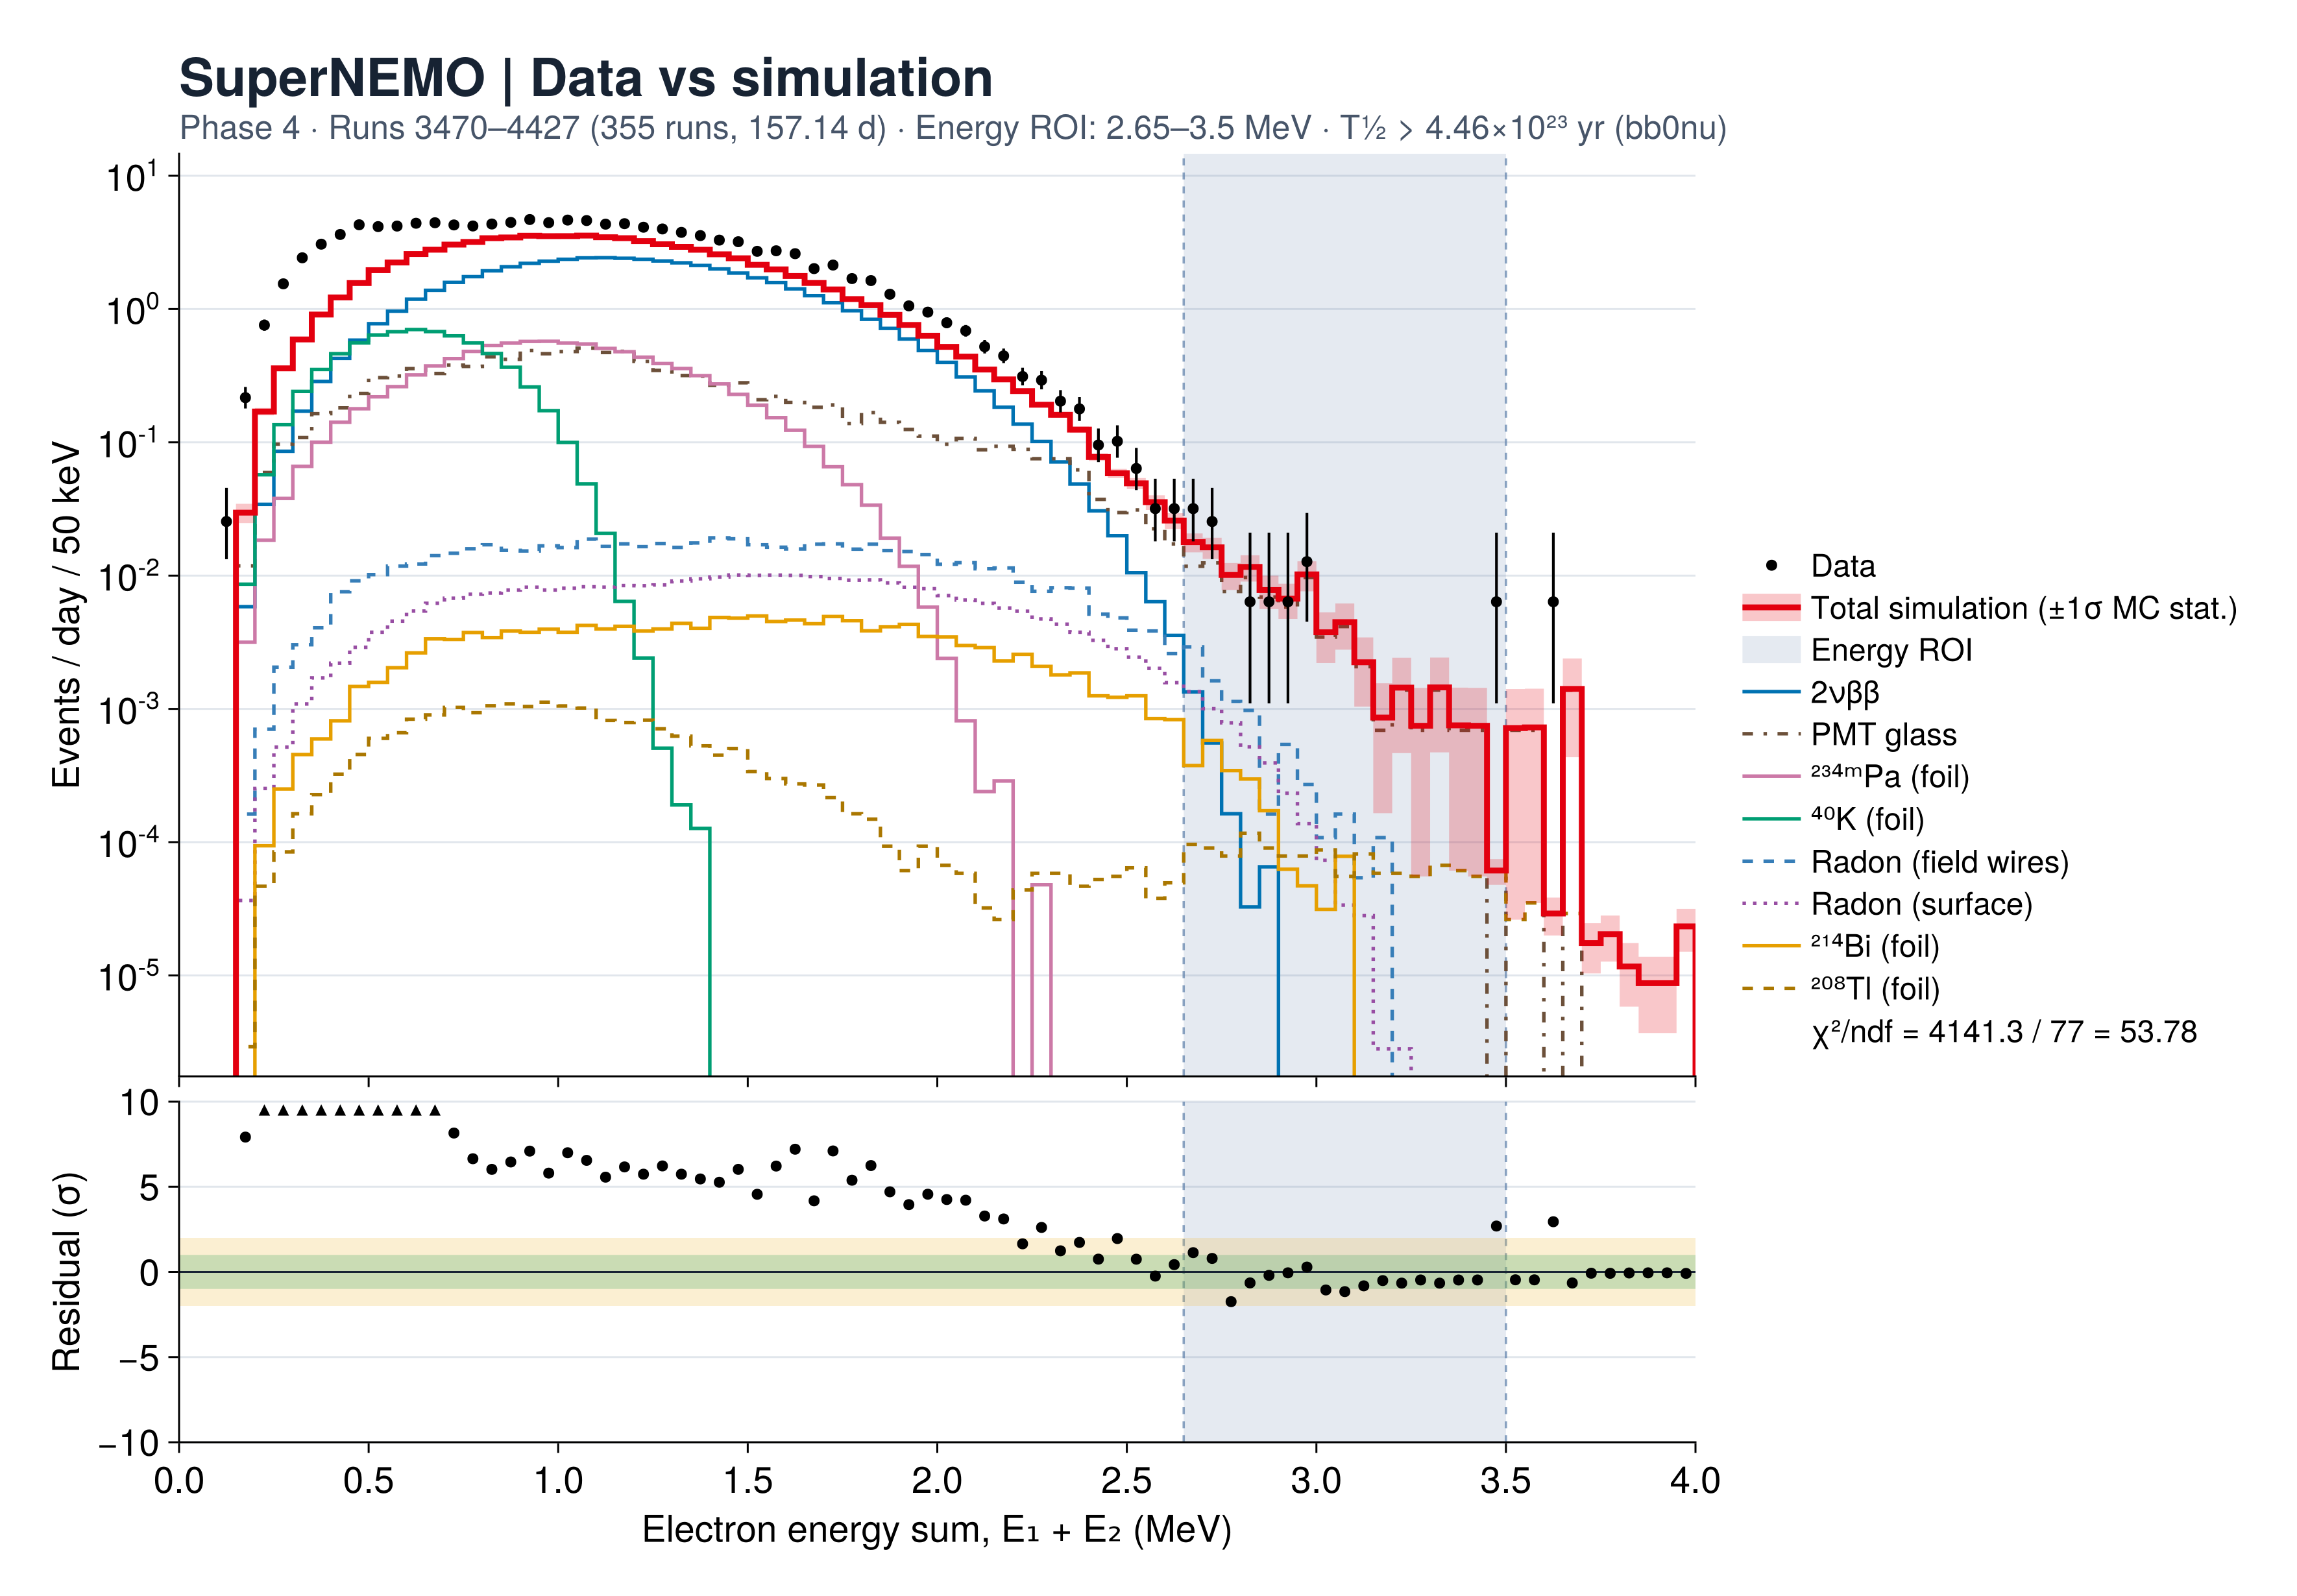 SuperNEMO | Data vs simulation
Phase 4 · Runs 3470–4427 (355 runs, 157.14 d) · Energy ROI: 2.65–3.5 MeV · T½ > 4.46×10²³ yr (bb0nu)
Events / day / 50 keV
10¹
10⁰
10⁻¹
10⁻²
10⁻³
10⁻⁴
10⁻⁵
Data
Total simulation (±1σ MC stat.)
Energy ROI
2νββ
PMT glass
²³⁴ᵐPa (foil)
⁴⁰K (foil)
Radon (field wires)
Radon (surface)
²¹⁴Bi (foil)
²⁰⁸Tl (foil)
χ²/ndf = 4141.3 / 77 = 53.78
Residual (σ)
10
5
0
−5
−10
0.0 0.5 1.0 1.5 2.0 2.5 3.0 3.5 4.0
Electron energy sum, E₁ + E₂ (MeV)